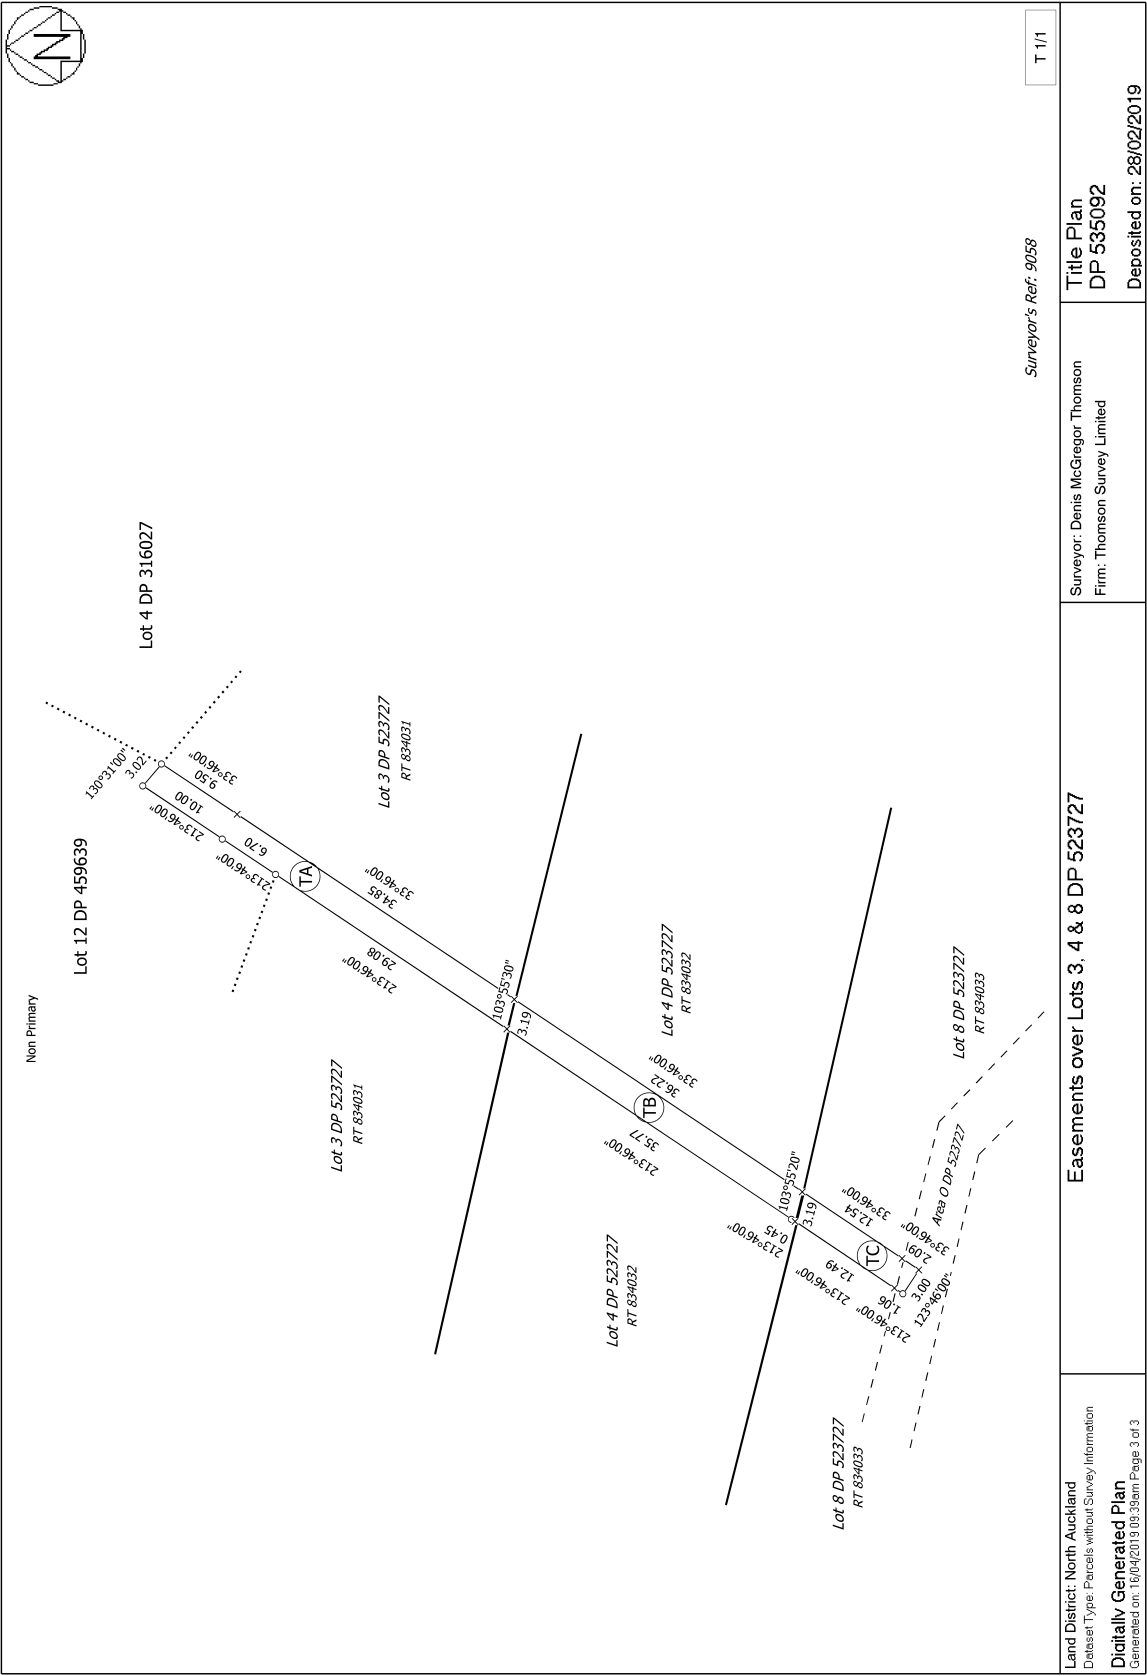 N
T 1/1
Non Primary
Lot 12 DP 459639
Lot 4 DP 316027
130°31'00"
3.02
213°46'00"
10.00
9.50
33°46'00"
213°46'00"
6.70
TA
Lot 3 DP 523727
RT 834031
213°46'00"
29.08
34.85
33°46'00"
Lot 3 DP 523727
RT 834031
103°55'30"
3.19
Lot 4 DP 523727
RT 834032
213°46'00"
35.77
TB
36.22
33°46'00"
Lot 4 DP 523727
RT 834032
103°55'20"
3.19
213°46'00"
0.45
213°46'00"
12.49
TC
12.54
33°46'00"
213°46'00"
1.06
2.09
33°46'00"
3.00
123°46'00"
Area O DP 523727
Lot 8 DP 523727
RT 834033
Lot 8 DP 523727
RT 834033
Surveyor's Ref: 9058
Land District: North Auckland
Dataset Type: Parcels without Survey Information
Digitally Generated Plan
Generated on: 16/04/2019 09:39am Page 3 of 3
Easements over Lots 3, 4 & 8 DP 523727
Surveyor: Denis McGregor Thomson
Firm: Thomson Survey Limited
Title Plan
DP 535092
Deposited on: 28/02/2019